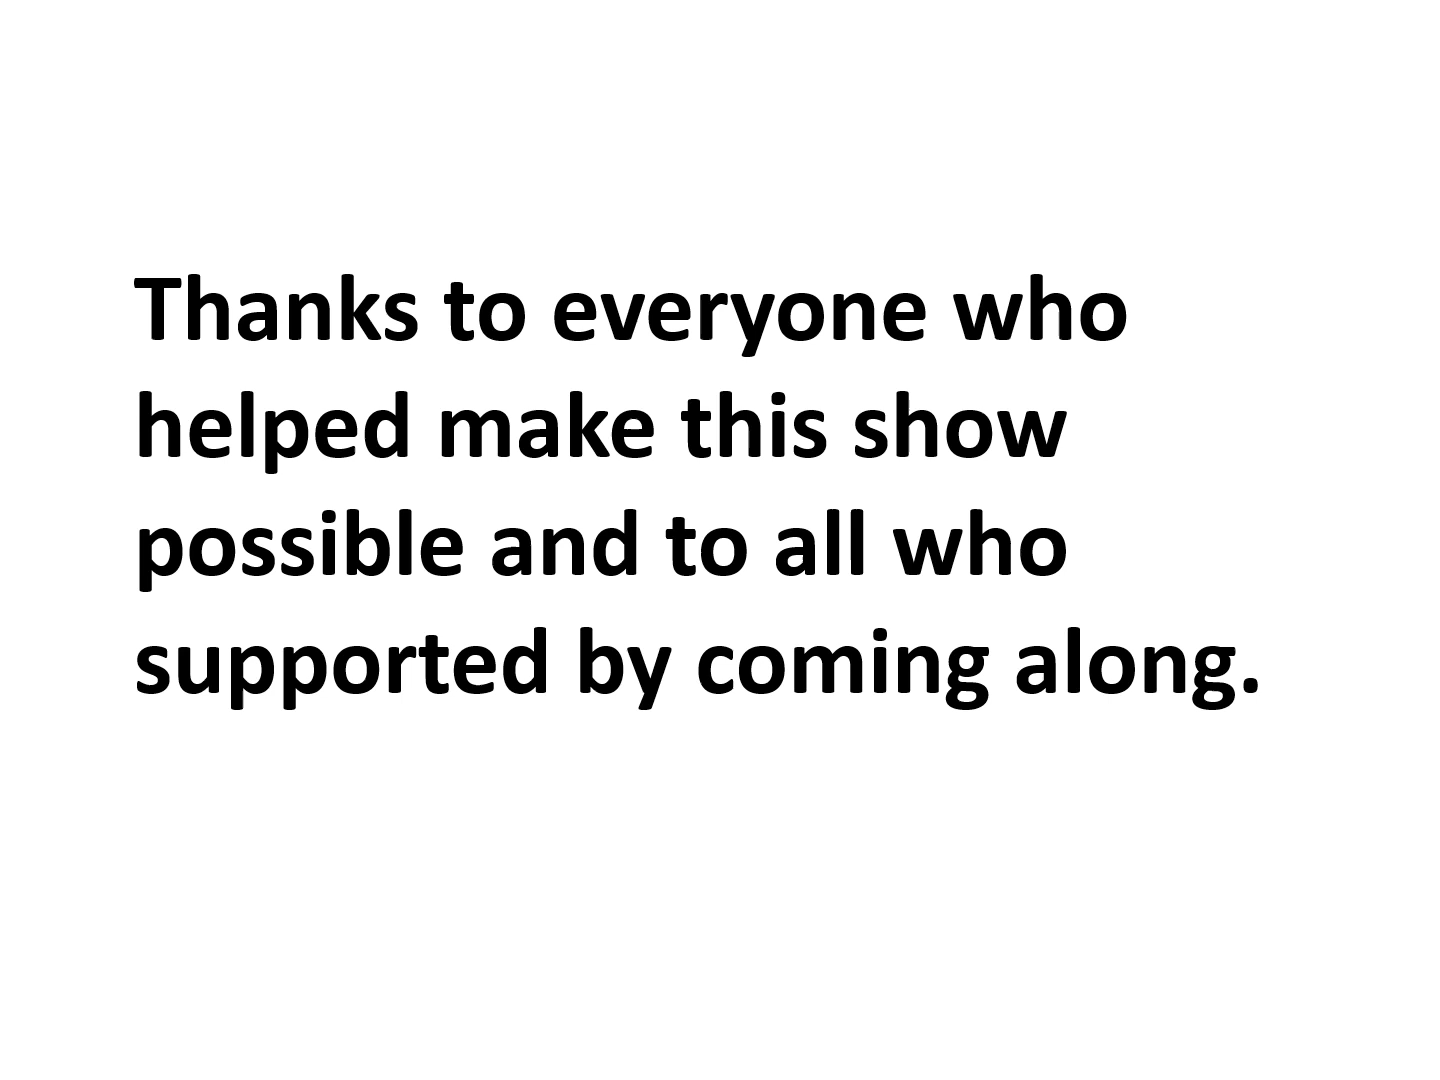 Thanks to everyone who
helped make this show
possible and to all who
supported by coming along.